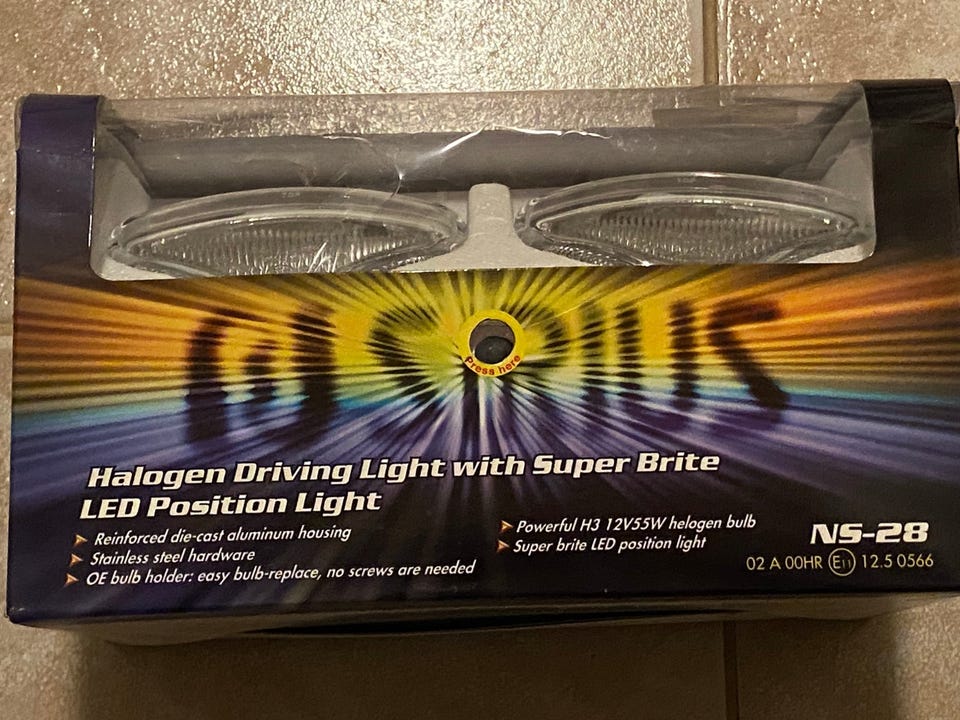 Press here
Halogen Driving Light with Super Brite
LED Position Light
Reinforced die-cast aluminum housing
Stainless steel hardware
OE bulb holder: easy bulb-replace, no screws are needed
Powerful H3 12V55W helogen bulb
Super brite LED position light
NS-28
02 A 00HR E11 12.5 0566